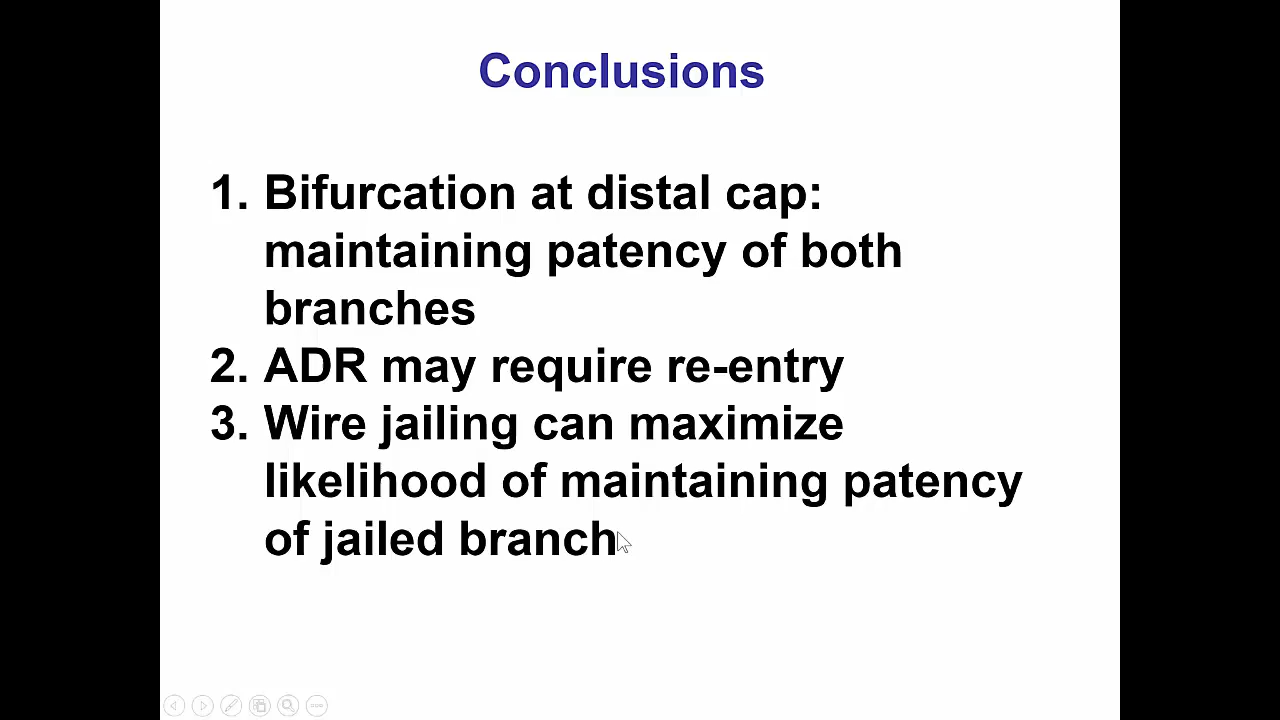 Conclusions
1. Bifurcation at distal cap:
maintaining patency of both
branches
2. ADR may require re-entry
3. Wire jailing can maximize
likelihood of maintaining patency
of jailed branch